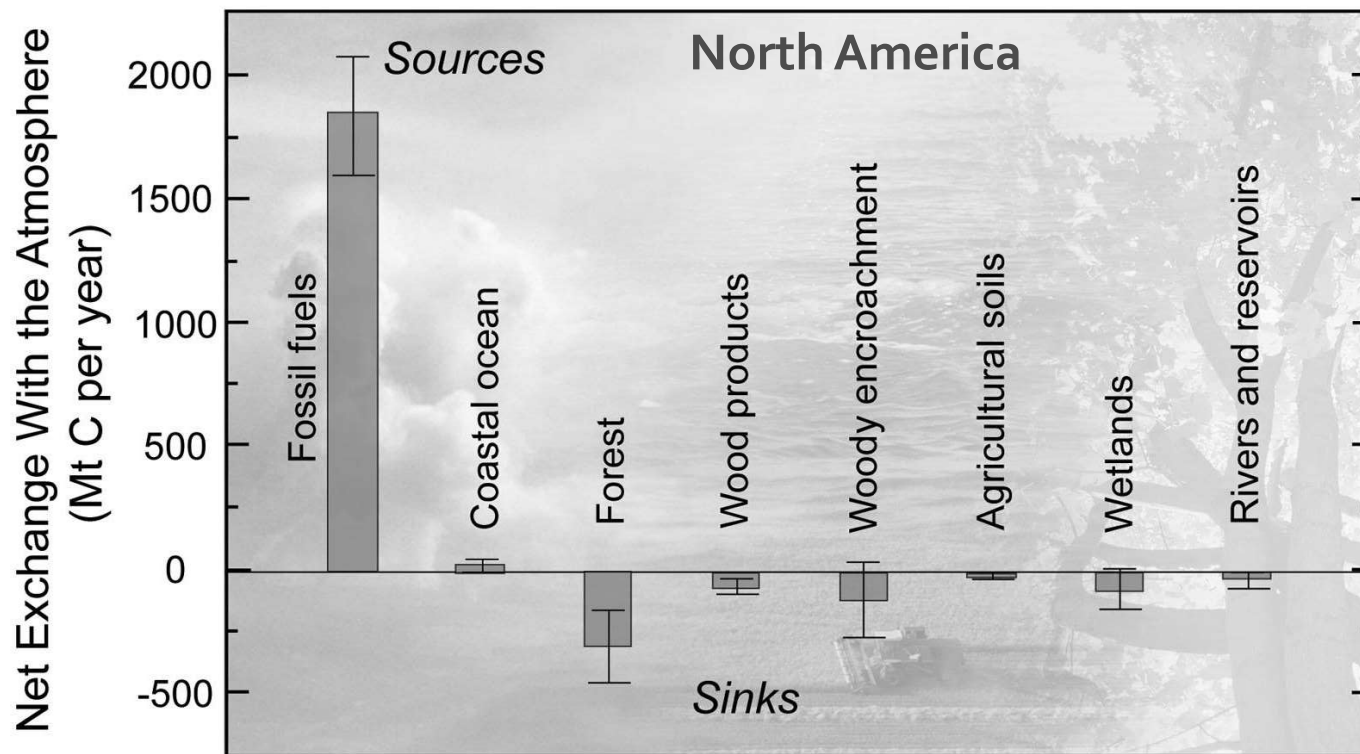 North America
Sources
Sinks
Net Exchange With the Atmosphere
(Mt C per year)
2000
1500
1000
500
0
-500
Fossil fuels
Coastal ocean
Forest
Wood products
Woody encroachment
Agricultural soils
Wetlands
Rivers and reservoirs